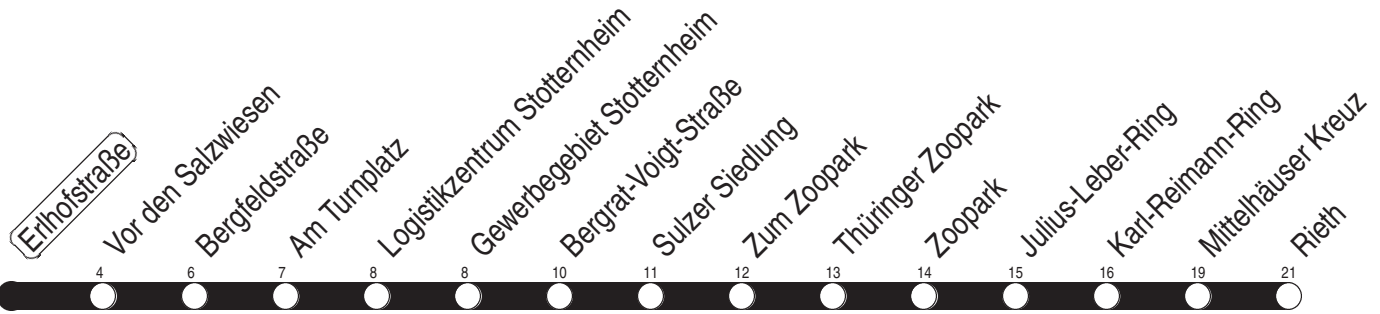 Erlhofstraße
Vor den Salzwiesen
Bergfeldstraße
Am Turnplatz
Logistikzentrum Stotternheim
Gewerbegebiet Stotternheim
Bergrat-Voigt-Straße
Sulzer Siedlung
Zum Zoopark
Thüringer Zoopark
Zoopark
Julius-Leber-Ring
Karl-Reimann-Ring
Mittelhäuser Kreuz
Rieth
4 6 7 8 8 10 11 12 13 14 15 16 19 21